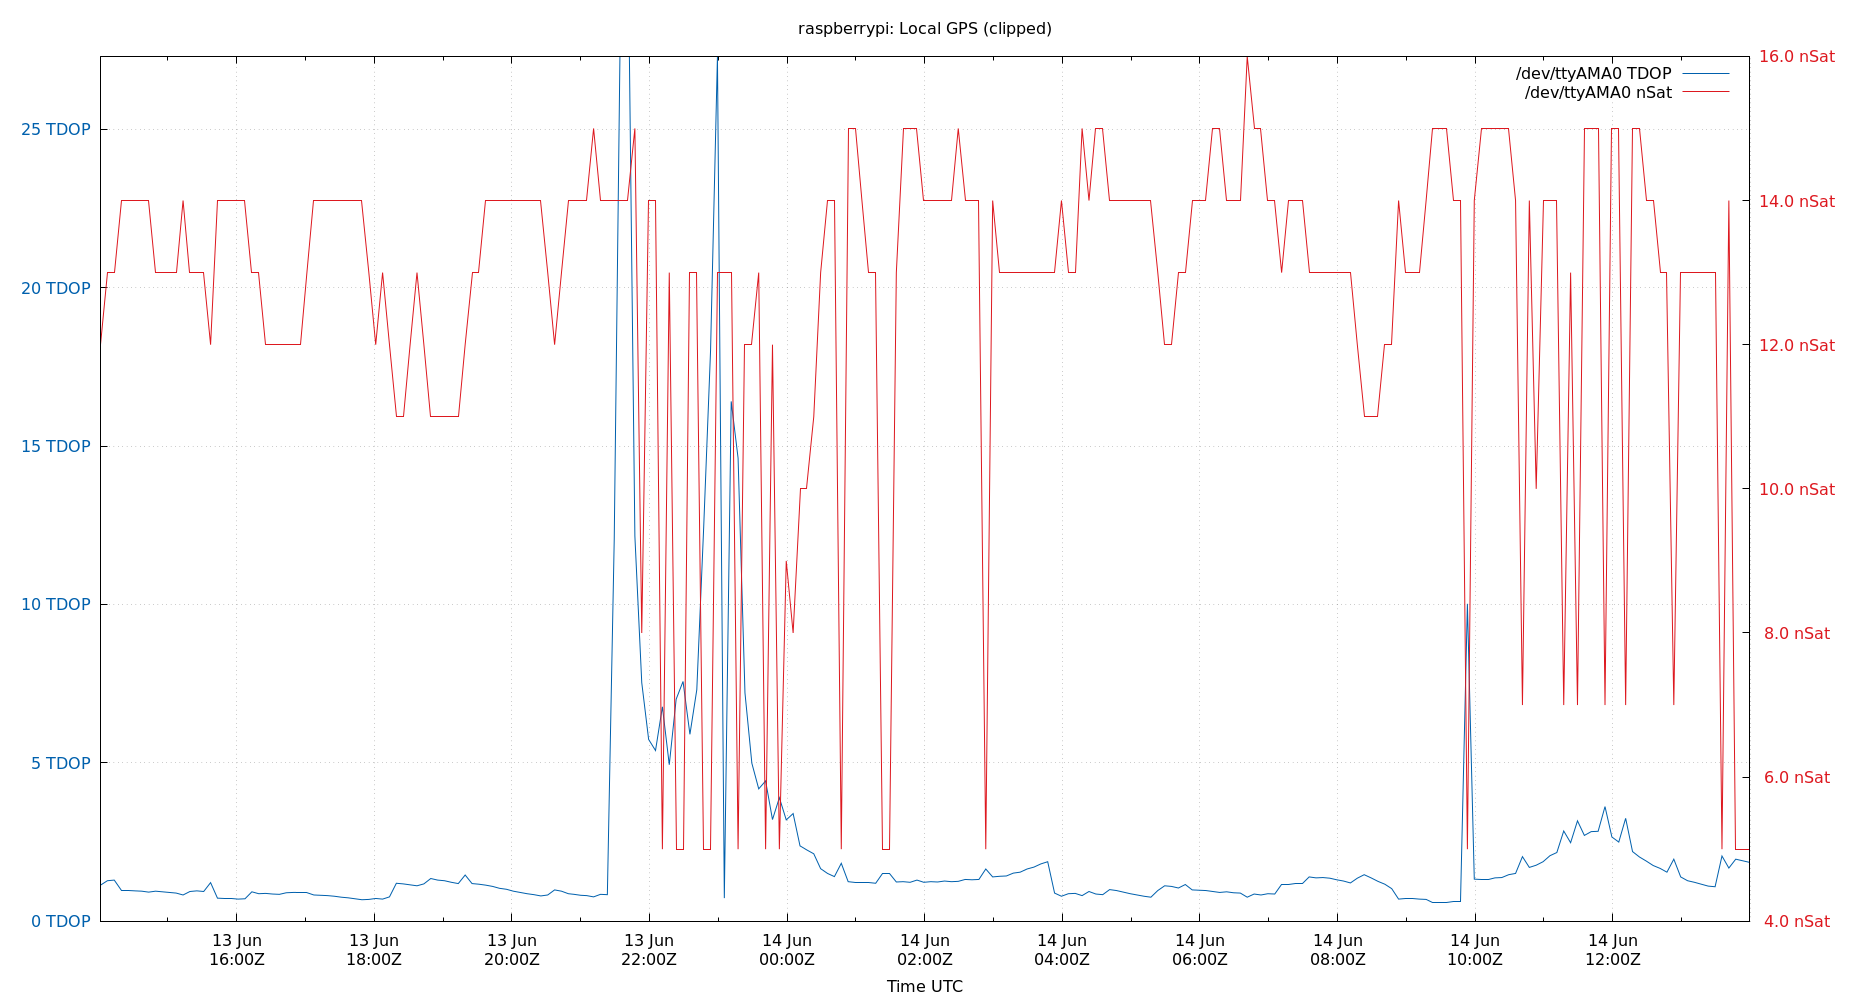 raspberrypi: Local GPS (clipped)
/dev/ttyAMA0 TDOP
/dev/ttyAMA0 nSat
25 TDOP
20 TDOP
15 TDOP
10 TDOP
5 TDOP
0 TDOP
16.0 nSat
14.0 nSat
12.0 nSat
10.0 nSat
8.0 nSat
6.0 nSat
4.0 nSat
13 Jun 13 Jun 13 Jun 13 Jun 14 Jun 14 Jun 14 Jun 14 Jun 14 Jun 14 Jun 14 Jun
16:00Z 18:00Z 20:00Z 22:00Z 00:00Z 02:00Z 04:00Z 06:00Z 08:00Z 10:00Z 12:00Z
Time UTC